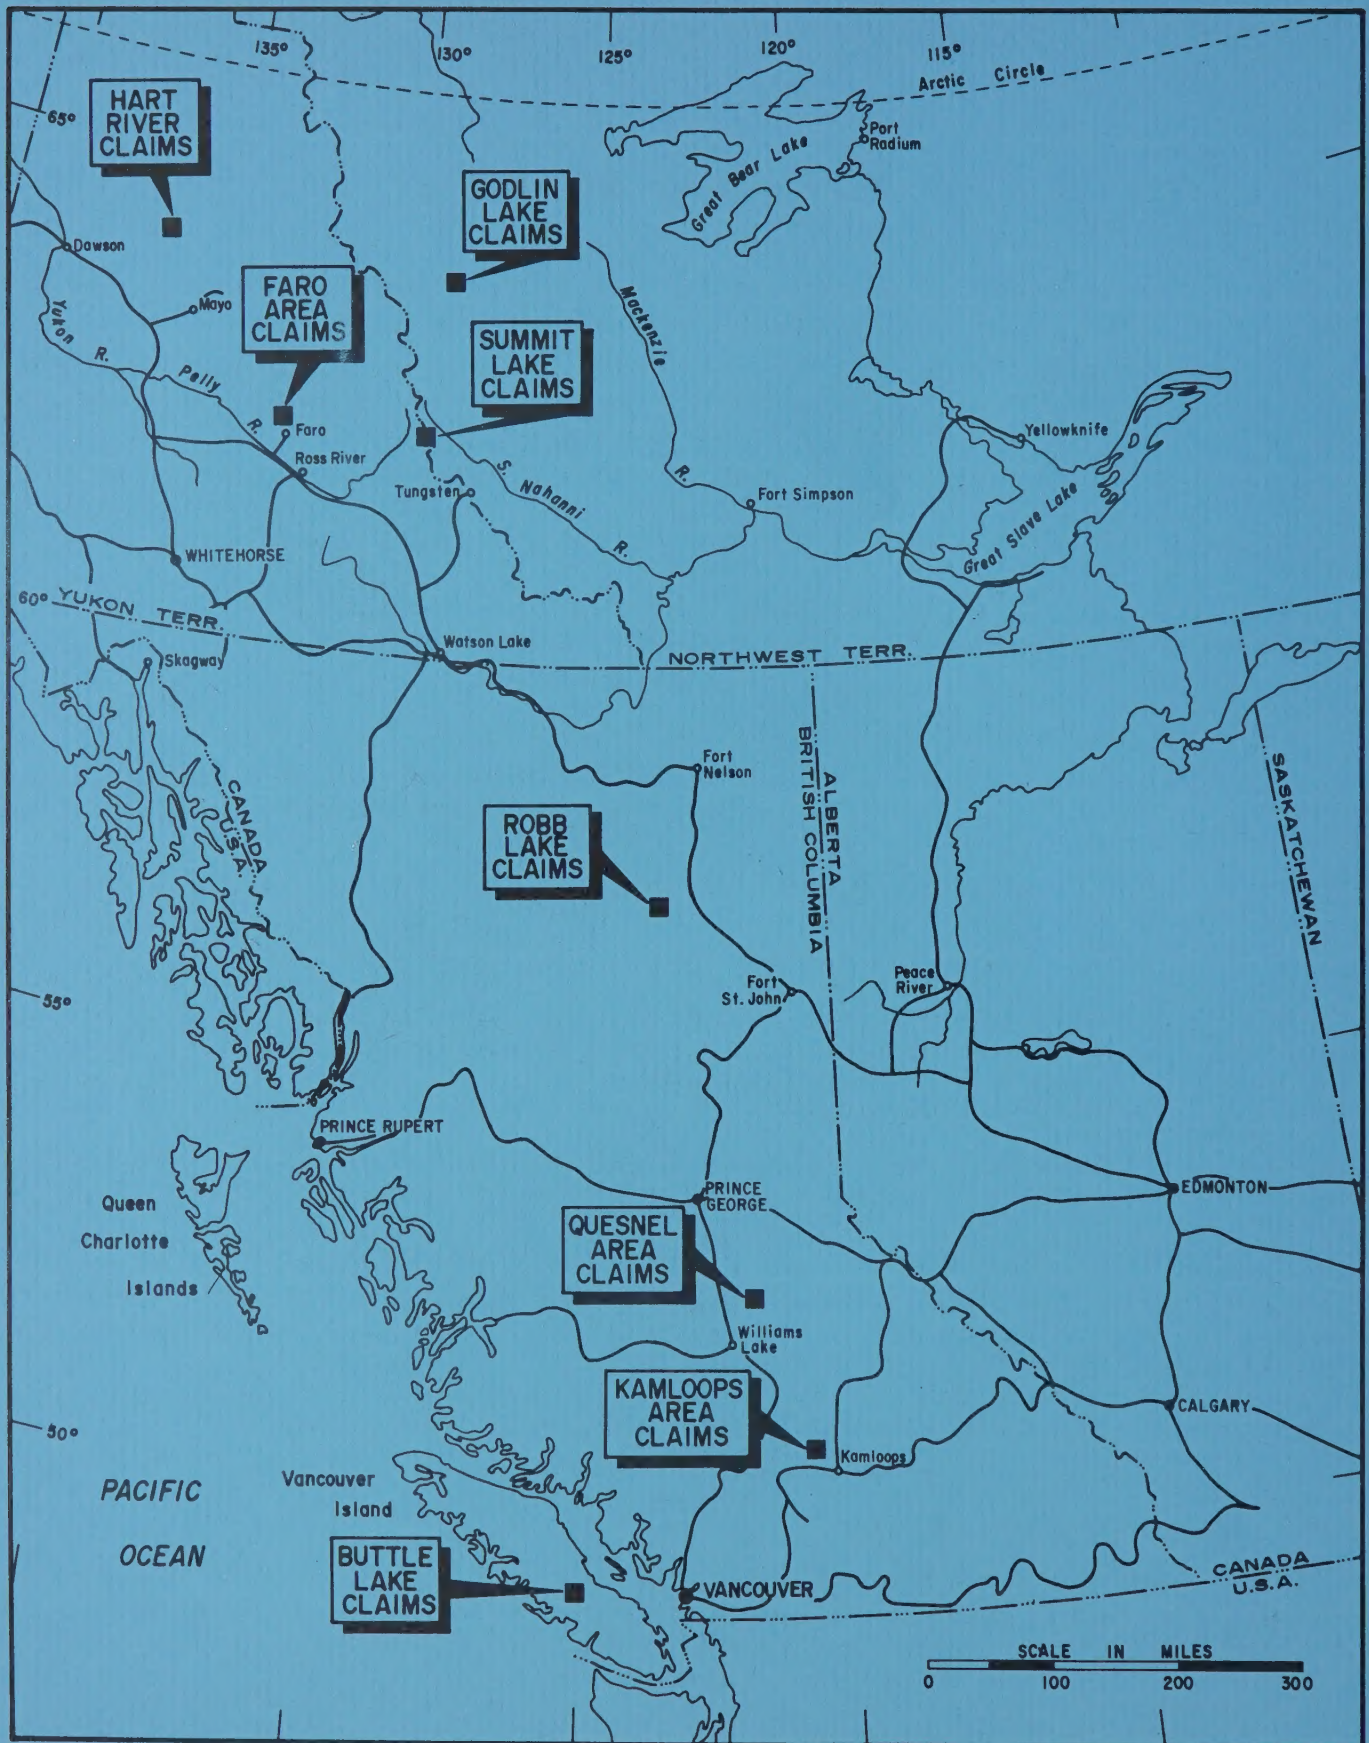 135°
130°
125°
120°
115°
Arctic Circle
65°
HART
RIVER
CLAIMS
Port
Radium
Great Bear Lake
GODLIN
LAKE
CLAIMS
Dawson
Mayo
FARO
AREA
CLAIMS
Yukon R.
Mackenzie R.
SUMMIT
LAKE
CLAIMS
Pelly R.
Faro
Ross River
Yellowknife
Tungsten
S. Nahanni R.
Fort Simpson
Great Slave Lake
WHITEHORSE
60°
YUKON TERR.
Watson Lake
NORTHWEST TERR.
Skagway
Fort
Nelson
CANADA
U.S.A.
ALBERTA
BRITISH COLUMBIA
SASKATCHEWAN
ROBB
LAKE
CLAIMS
55°
Fort
St. John
Peace
River
PRINCE RUPERT
Queen
Charlotte
Islands
PRINCE
GEORGE
EDMONTON
QUESNEL
AREA
CLAIMS
Williams
Lake
KAMLOOPS
AREA
CLAIMS
CALGARY
50°
Kamloops
Vancouver
Island
PACIFIC
OCEAN
BUTTLE
LAKE
CLAIMS
VANCOUVER
CANADA
U.S.A.
SCALE IN MILES
0 100 200 300